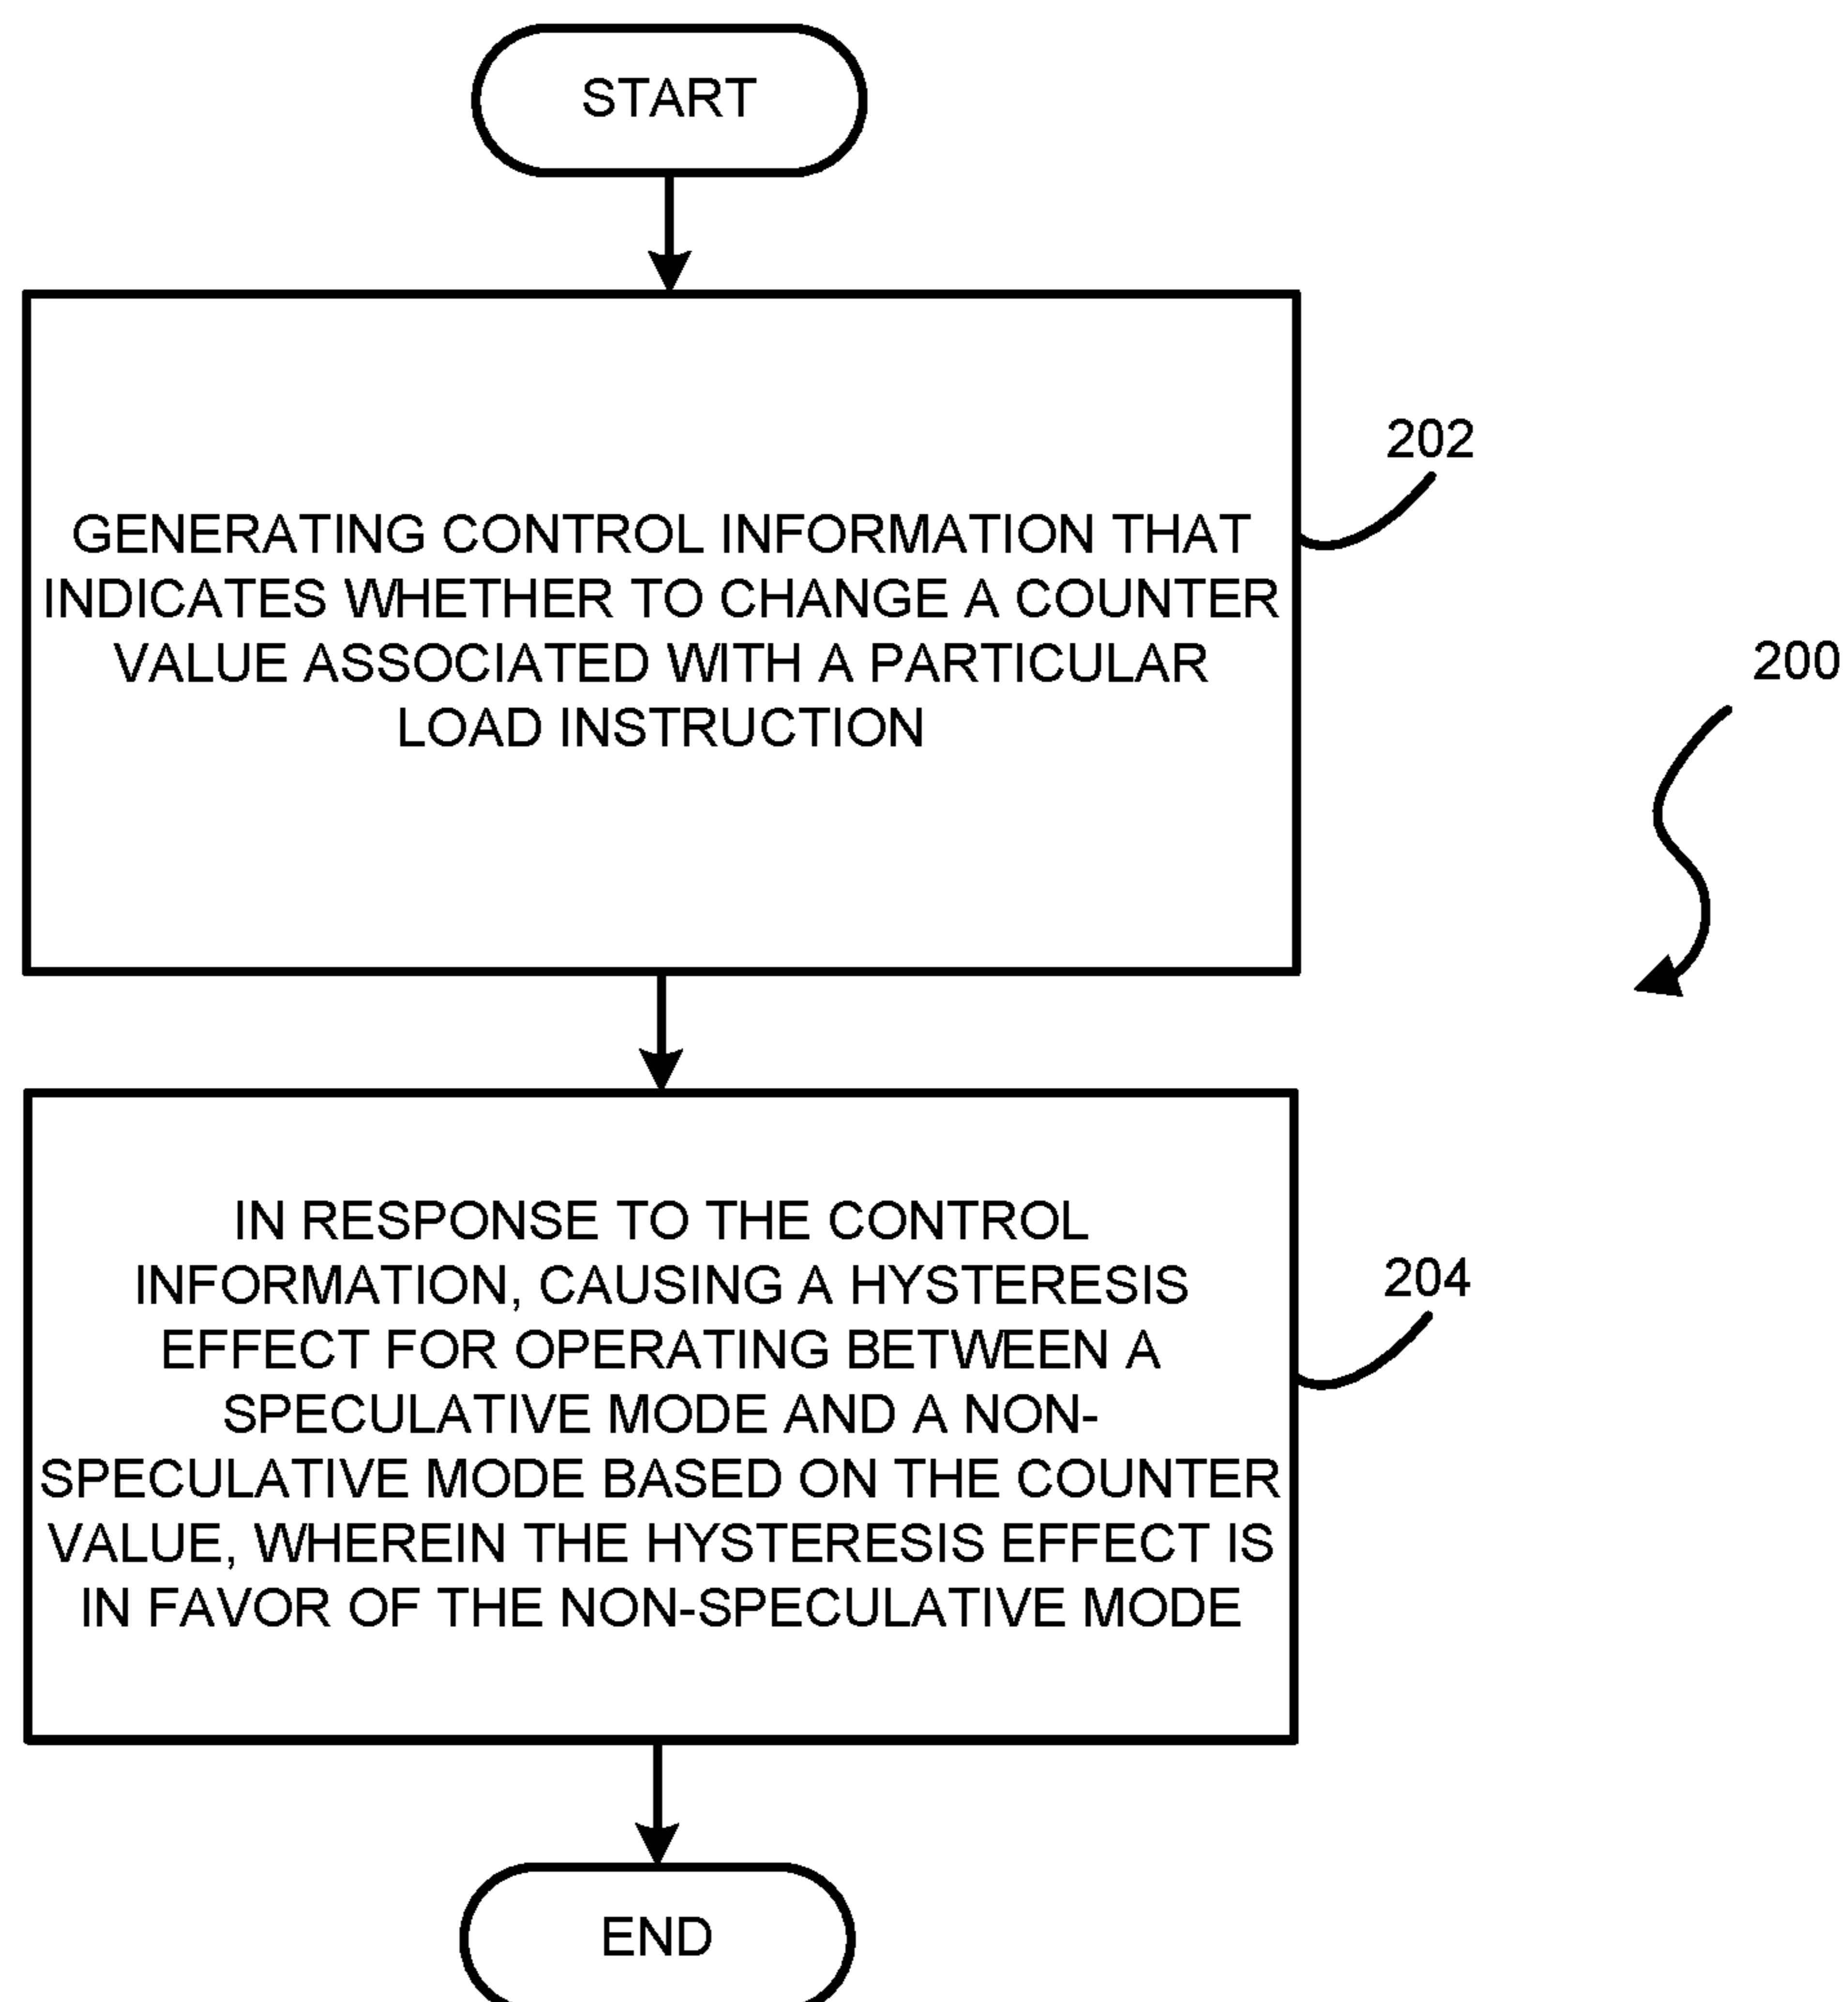 START
202
GENERATING CONTROL INFORMATION THAT
INDICATES WHETHER TO CHANGE A COUNTER
VALUE ASSOCIATED WITH A PARTICULAR
LOAD INSTRUCTION
200
IN RESPONSE TO THE CONTROL
INFORMATION, CAUSING A HYSTERESIS
EFFECT FOR OPERATING BETWEEN A
SPECULATIVE MODE AND A NON-
SPECULATIVE MODE BASED ON THE COUNTER
VALUE, WHEREIN THE HYSTERESIS EFFECT IS
IN FAVOR OF THE NON-SPECULATIVE MODE
204
END